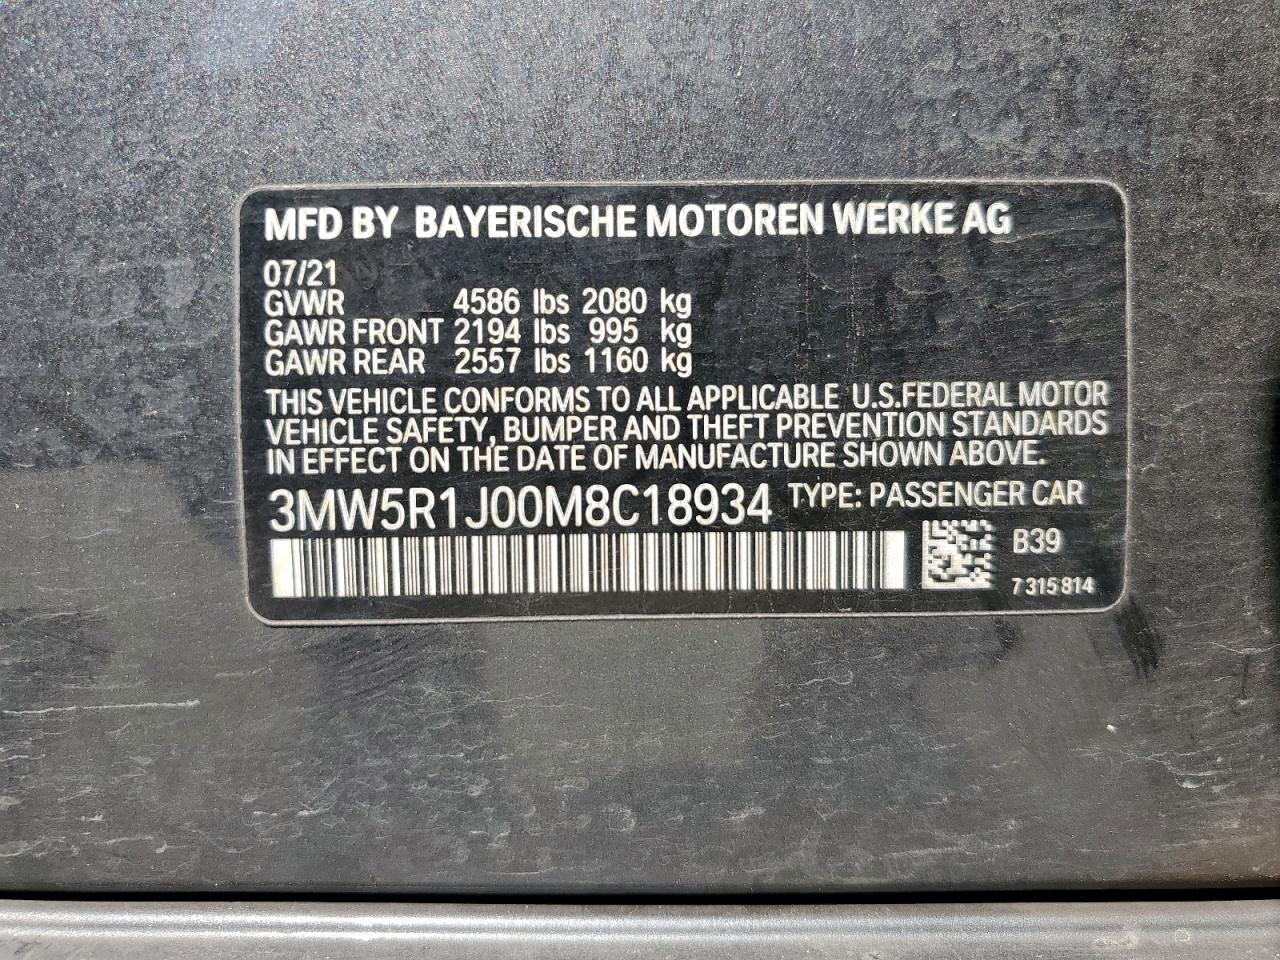 MFD BY BAYERISCHE MOTOREN WERKE AG
07/21
GVWR 4586 lbs 2080 kg
GAWR FRONT 2194 lbs 995 kg
GAWR REAR 2557 lbs 1160 kg
THIS VEHICLE CONFORMS TO ALL APPLICABLE U.S.FEDERAL MOTOR
VEHICLE SAFETY, BUMPER AND THEFT PREVENTION STANDARDS
IN EFFECT ON THE DATE OF MANUFACTURE SHOWN ABOVE.
3MW5R1J00M8C18934 TYPE: PASSENGER CAR
B39
7 315 814